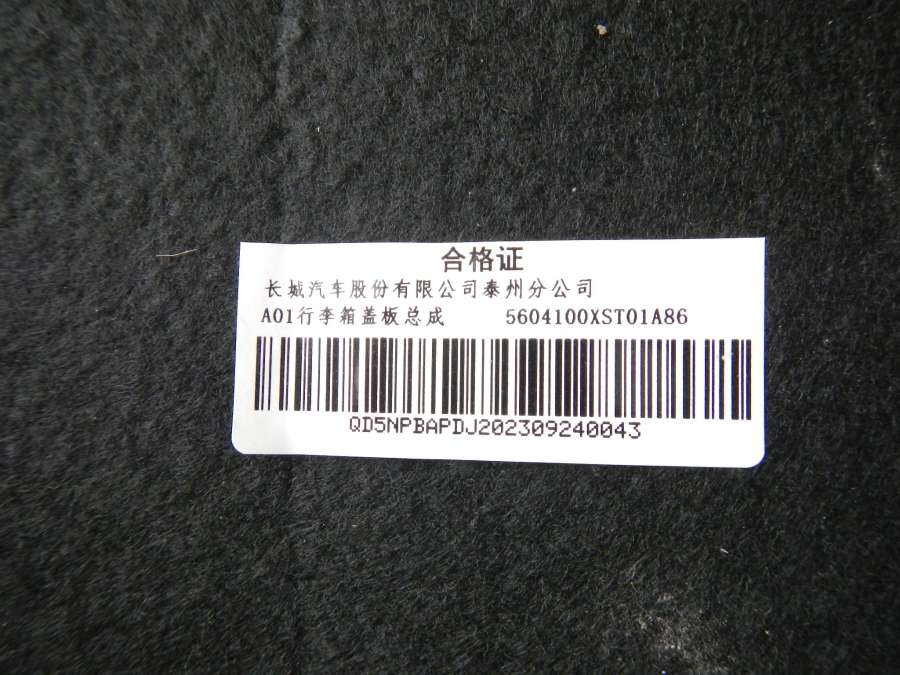 合格证
长城汽车股份有限公司泰州分公司
A01行李箱盖板总成 5604100XST01A86
QD5NPBAPDJ202309240043